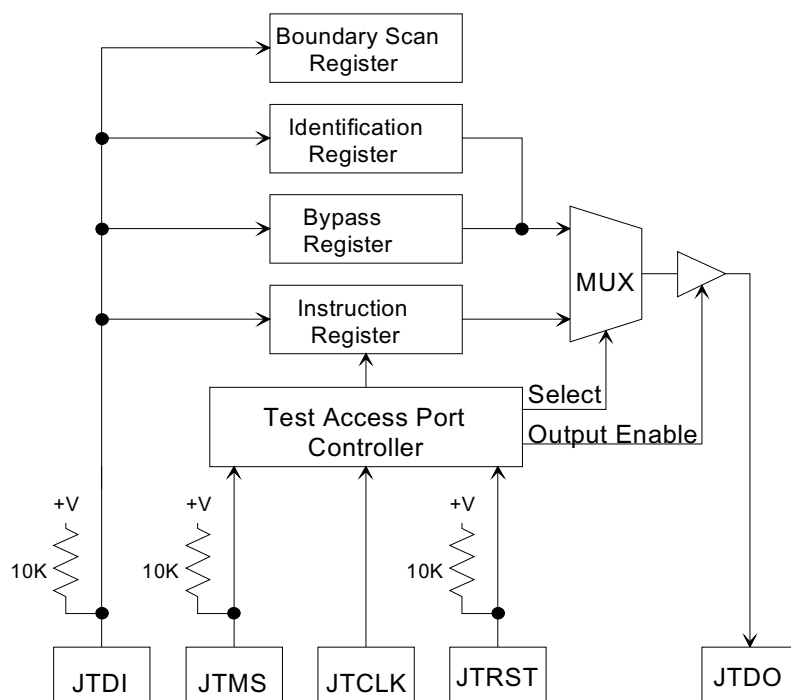 Boundary Scan
Register
Identification
Register
Bypass
Register
MUX
Instruction
Register
Select
Test Access Port
Controller
Output Enable
+V
+V
+V
10K
10K
10K
JTDI
JTMS
JTCLK
JTRST
JTDO